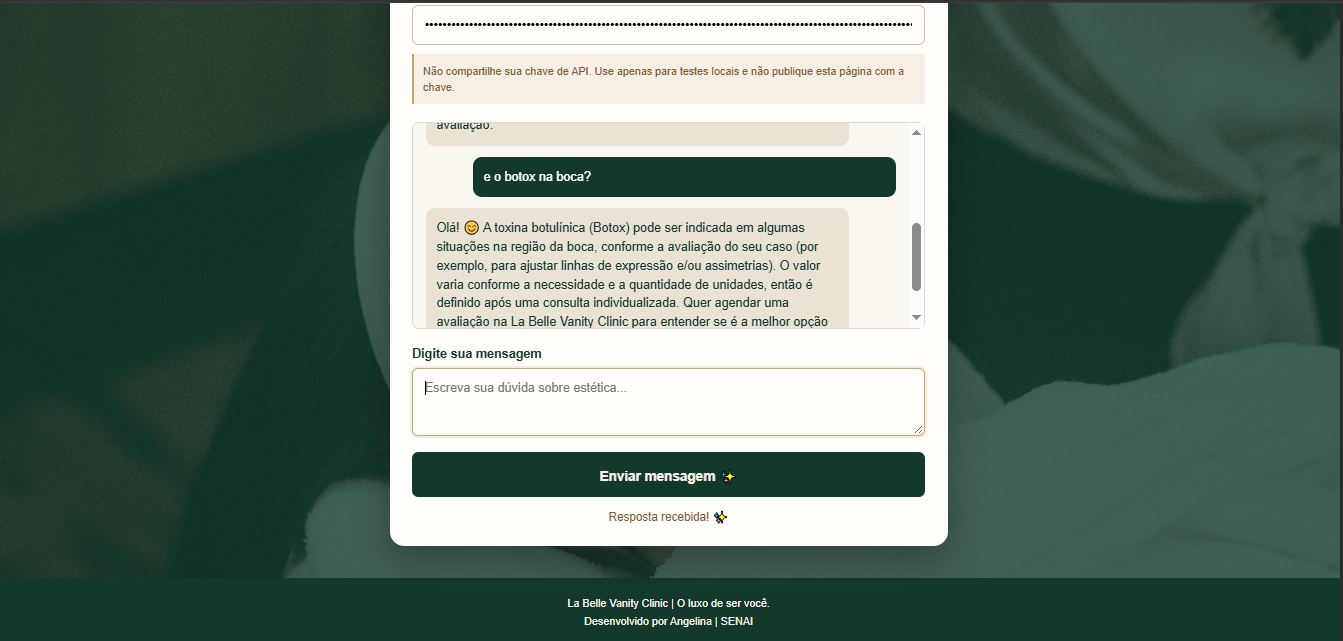 Não compartilhe sua chave de API. Use apenas para testes locais e não publique esta página com a
chave.
avaliação.
e o botox na boca?
Olá! 😊 A toxina botulínica (Botox) pode ser indicada em algumas
situações na região da boca, conforme a avaliação do seu caso (por
exemplo, para ajustar linhas de expressão e/ou assimetrias). O valor
varia conforme a necessidade e a quantidade de unidades, então é
definido após uma consulta individualizada. Quer agendar uma
avaliação na La Belle Vanity Clinic para entender se é a melhor opção
Digite sua mensagem
Escreva sua dúvida sobre estética...
Enviar mensagem ✨
Resposta recebida! ✨
La Belle Vanity Clinic | O luxo de ser você.
Desenvolvido por Angelina | SENAI